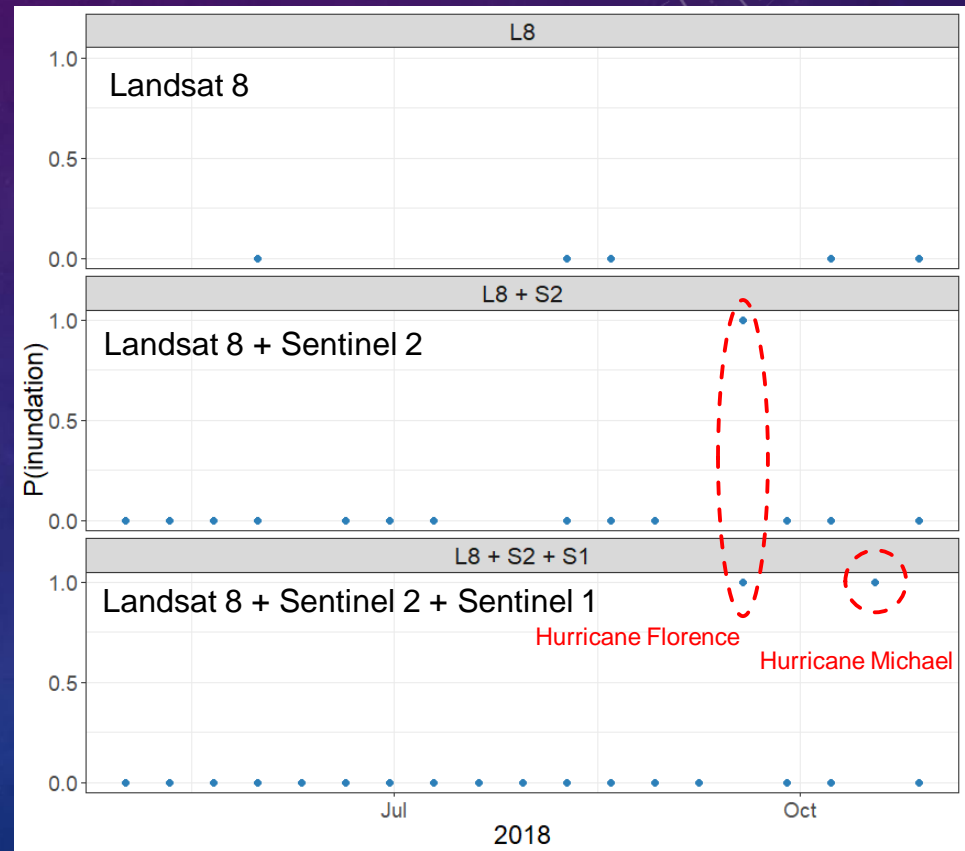 L8
Landsat 8
1.0
0.5
0.0
L8 + S2
Landsat 8 + Sentinel 2
1.0
0.5
0.0
P(inundation)
L8 + S2 + S1
Landsat 8 + Sentinel 2 + Sentinel 1
1.0
Hurricane Florence
Hurricane Michael
0.5
0.0
Jul
Oct
2018